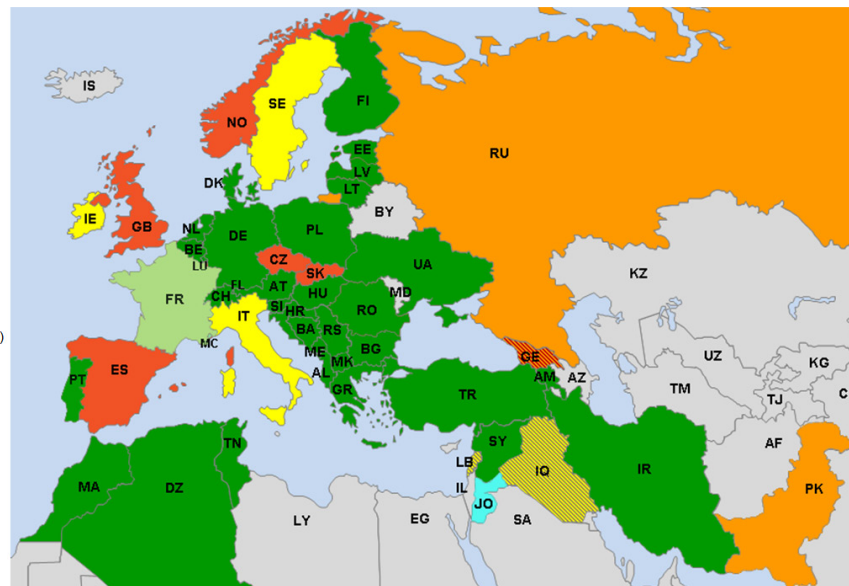 IS
NO
SE
FI
RU
EE
LV
LT
DK
BY
IE
GB
NL
DE
PL
BE
LU
CZ
SK
UA
KZ
FR
FL
CH
AT
HU
MD
SI
HR
RO
IT
BA
RS
MC
ME
MK
BG
GE
AL
AM
AZ
UZ
KG
PT
ES
GR
TR
TM
TJ
C
TN
SY
AF
LB
IQ
IR
MA
DZ
IL
JO
PK
LY
EG
SA
)